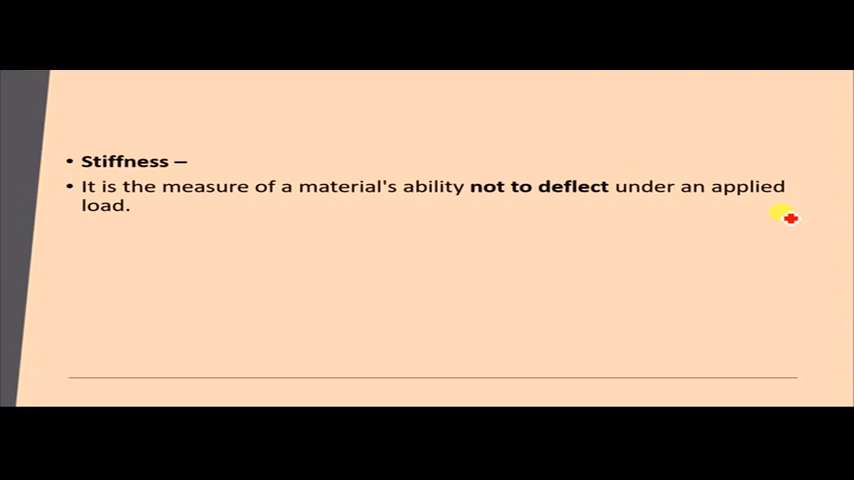 • Stiffness –
• It is the measure of a material's ability not to deflect under an applied
load.